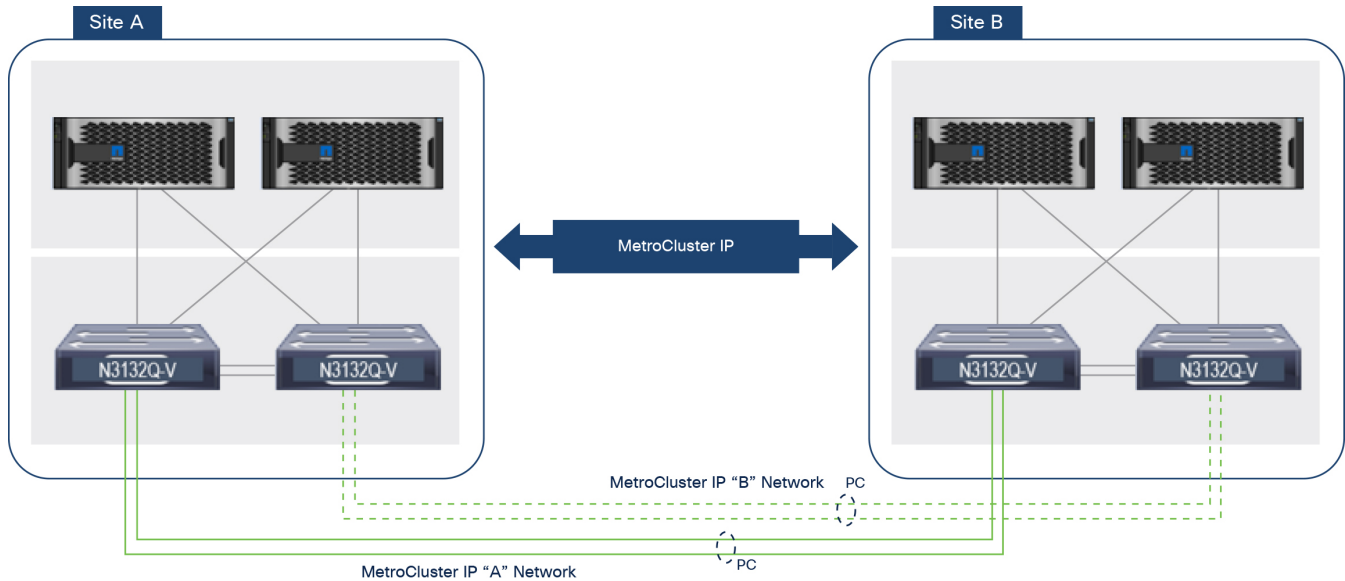 Site A
Site B
MetroCluster IP
N3132Q-V
N3132Q-V
N3132Q-V
N3132Q-V
MetroCluster IP “B” Network
PC
PC
MetroCluster IP “A” Network